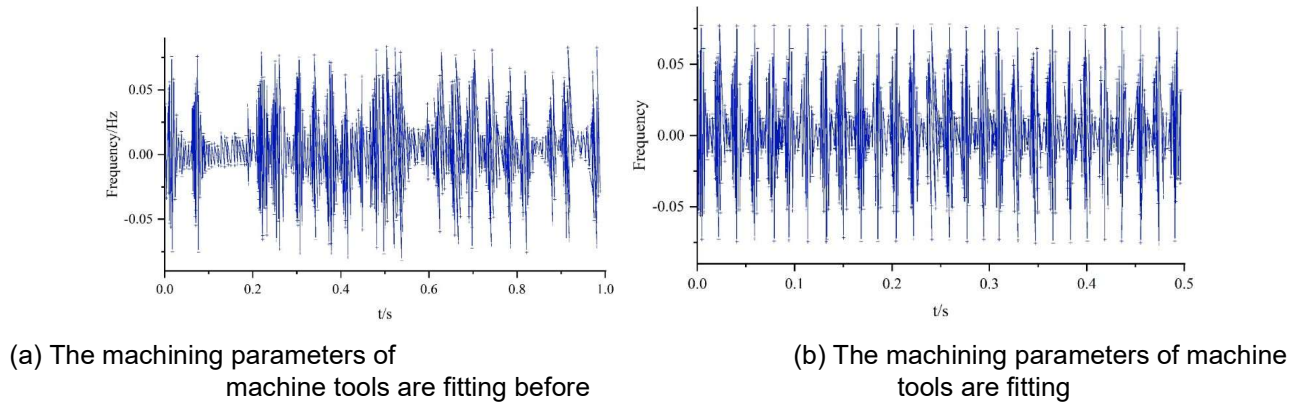 Frequency/Hz
0.05
0.00
-0.05
0.0 0.2 0.4 0.6 0.8 1.0
t/s
(a) The machining parameters of
machine tools are fitting before
Frequency
0.05
0.00
-0.05
0.0 0.1 0.2 0.3 0.4 0.5
t/s
(b) The machining parameters of machine
tools are fitting